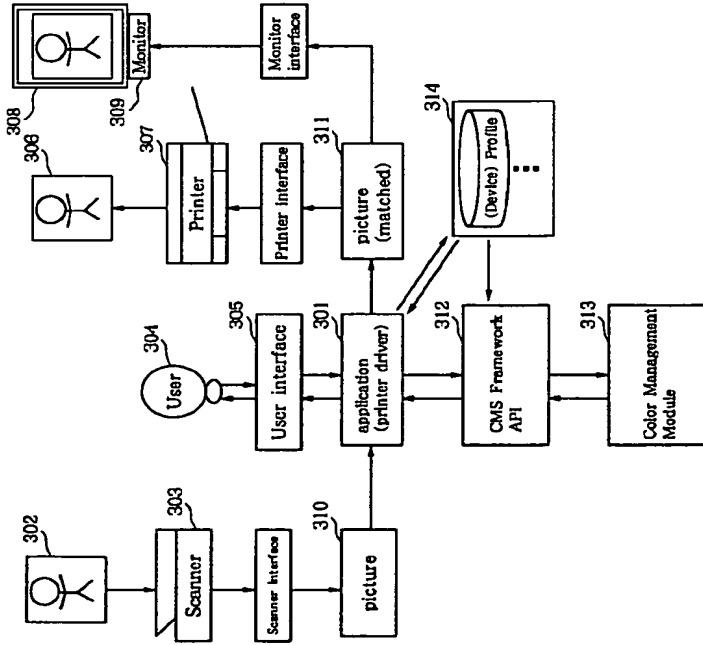 302
303
Scanner
Scanner Interface
310
picture
304
User
305
User interface
301
application
(printer driver)
312
CMS Framework
API
313
Color Management
Module
306
307
Printer
Printer interface
311
picture
(matched)
314
(Device) Profile
308
309
Monitor
Monitor
interface